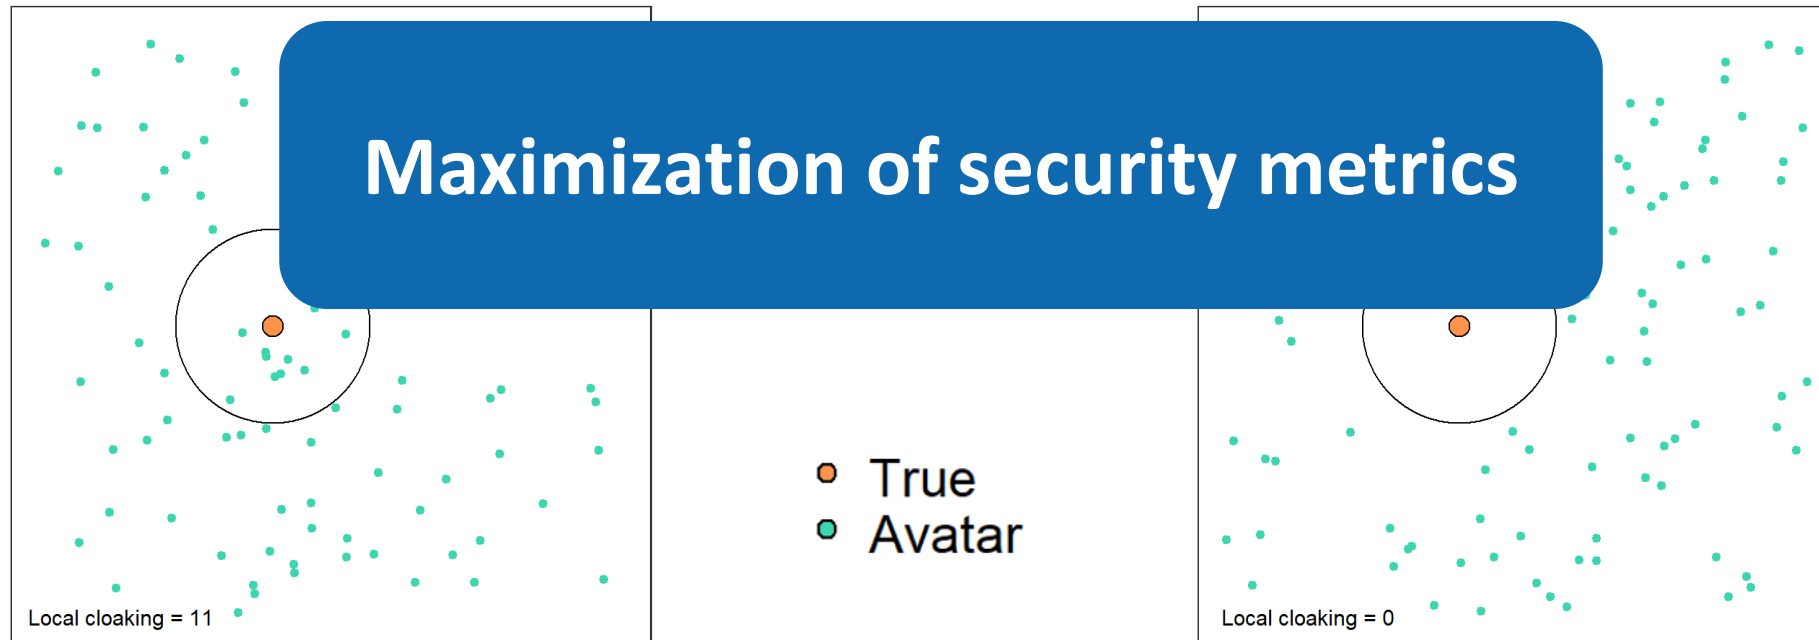 Maximization of security metrics
True
Avatar
Local cloaking = 11
Local cloaking = 0